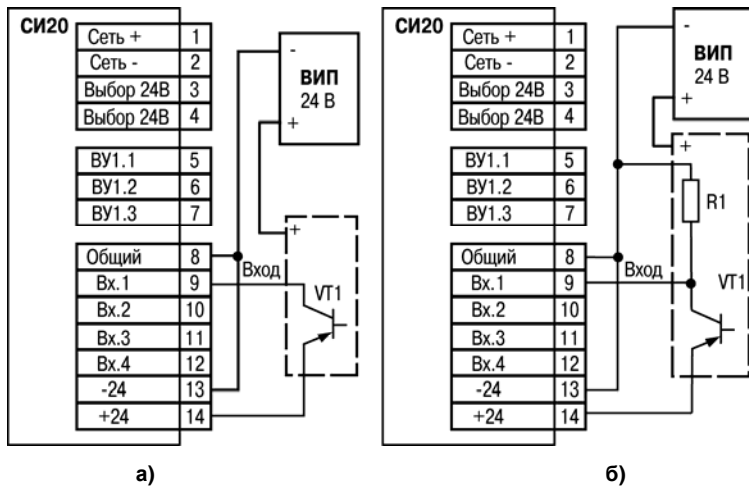 СИ20
Сеть + 1
Сеть - 2
Выбор 24В 3
Выбор 24В 4
ВУ1.1 5
ВУ1.2 6
ВУ1.3 7
Общий 8
Вх.1 9
Вх.2 10
Вх.3 11
Вх.4 12
-24 13
+24 14
-
ВИП
24 В
+
+
Вход
VT1
а)
СИ20
Сеть + 1
Сеть - 2
Выбор 24В 3
Выбор 24В 4
ВУ1.1 5
ВУ1.2 6
ВУ1.3 7
Общий 8
Вх.1 9
Вх.2 10
Вх.3 11
Вх.4 12
-24 13
+24 14
-
ВИП
24 В
+
+
R1
Вход
VT1
б)